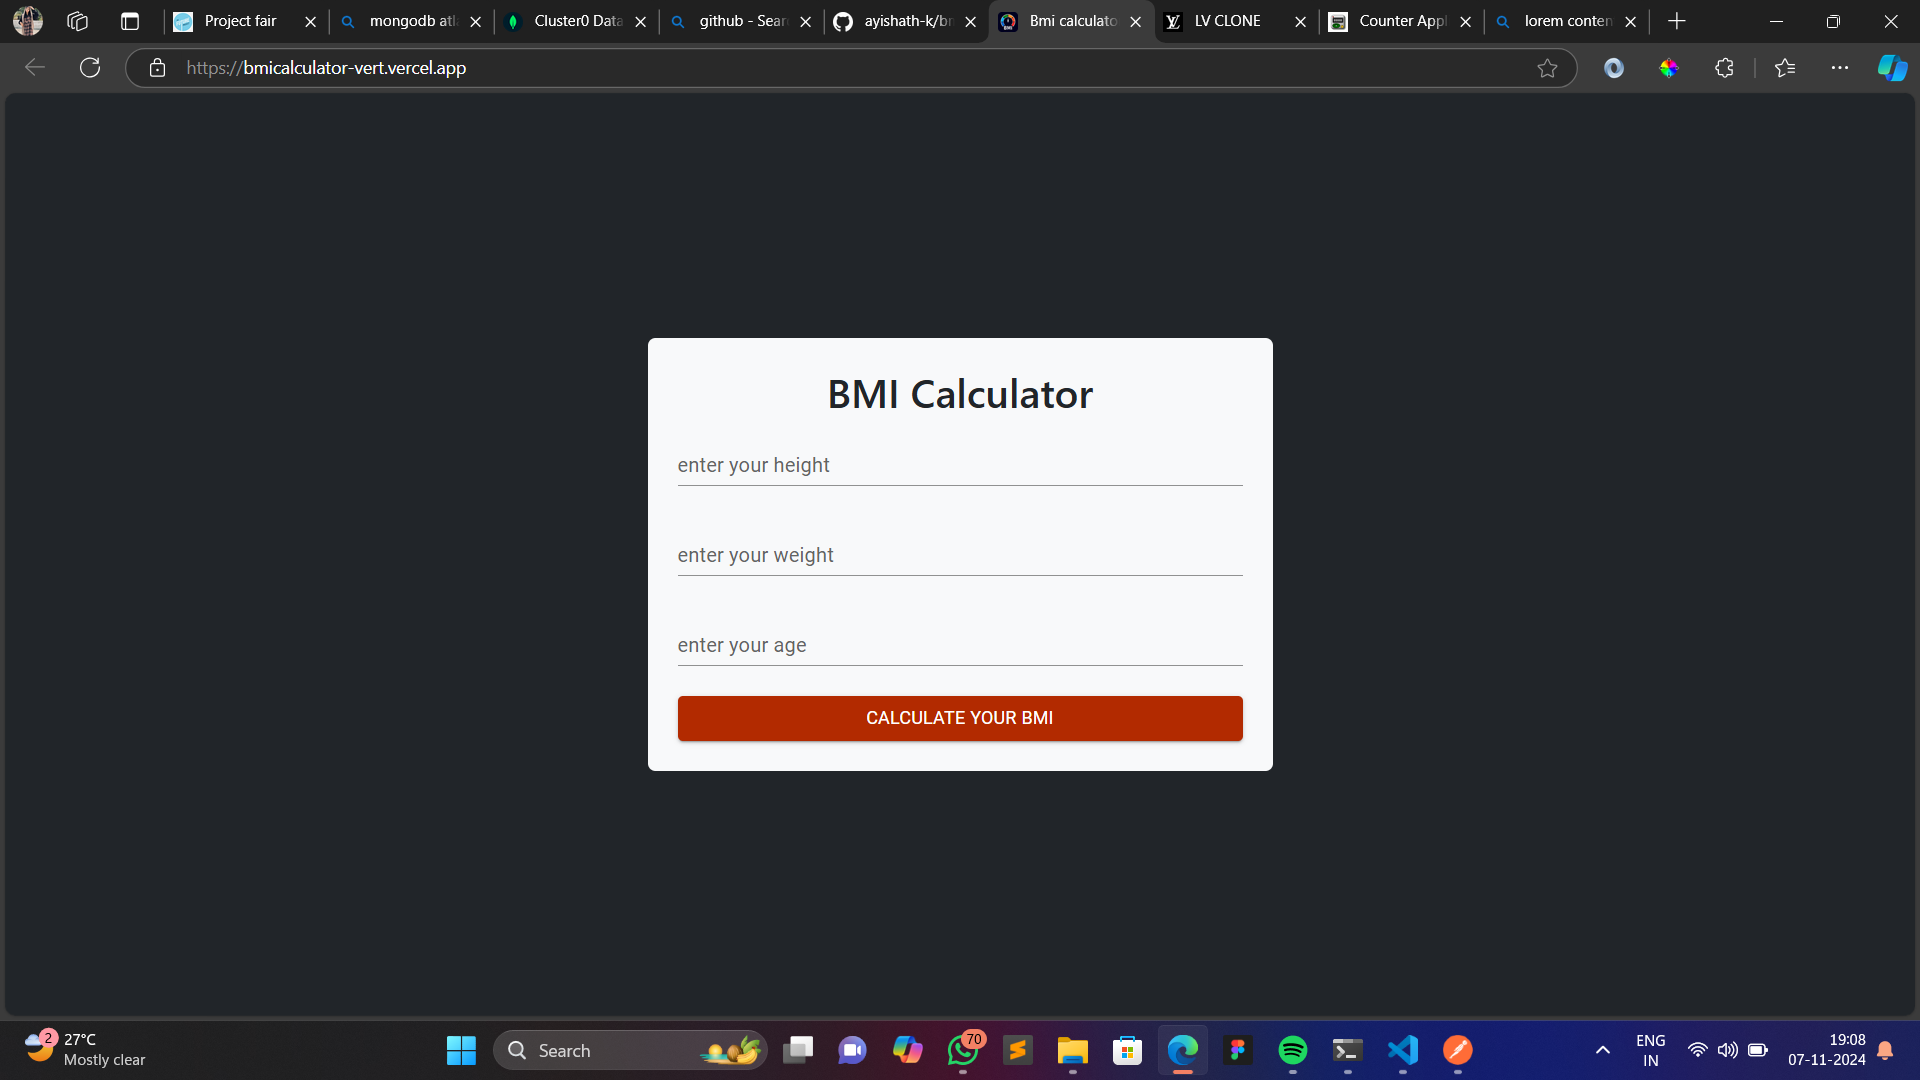 Project fair
mongodb atl
Cluster0 Data
github - Sear
ayishath-k/bm
Bmi calculato
LV CLONE
Counter Appl
lorem conten
https://bmicalculator-vert.vercel.app
BMI Calculator
enter your height
enter your weight
enter your age
CALCULATE YOUR BMI
2
27°C
Mostly clear
Search
70
ENG
IN
19:08
07-11-2024